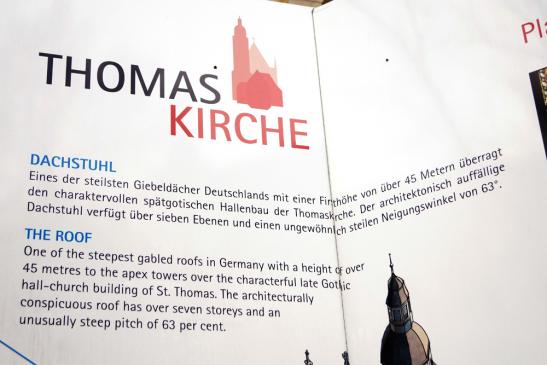 THOMAS
KIRCHE
Pla
DACHSTUHL
Eines der steilsten Giebeldächer Deutschlands mit einer Firsthöhe von über 45 Metern überragt
den charaktervollen spätgotischen Hallenbau der Thomaskirche. Der architektonisch auffällige
Dachstuhl verfügt über sieben Ebenen und einen ungewöhnlich steilen Neigungswinkel von 63°.
THE ROOF
One of the steepest gabled roofs in Germany with a height of over
45 metres to the apex towers over the characterful late Gothic
hall-church building of St. Thomas. The architecturally
conspicuous roof has over seven storeys and an
unusually steep pitch of 63 per cent.